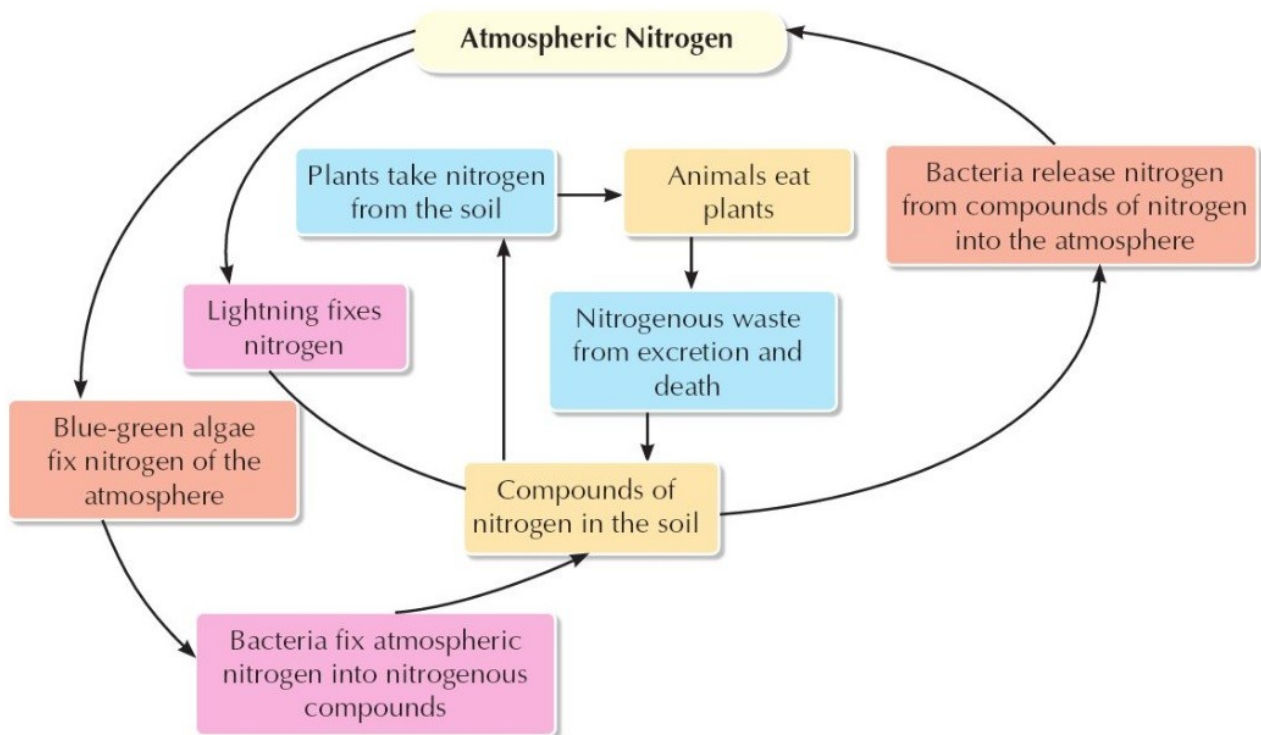 Atmospheric Nitrogen
Plants take nitrogen
from the soil
Animals eat
plants
Bacteria release nitrogen
from compounds of nitrogen
into the atmosphere
Lightning fixes
nitrogen
Nitrogenous waste
from excretion and
death
Blue-green algae
fix nitrogen of the
atmosphere
Compounds of
nitrogen in the soil
Bacteria fix atmospheric
nitrogen into nitrogenous
compounds